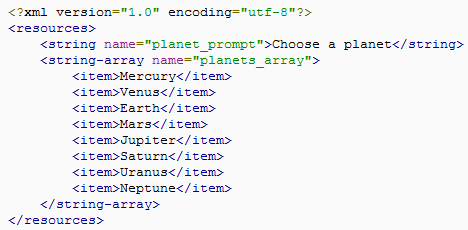 <?xml version="1.0" encoding="utf-8"?>
<resources>
    <string name="planet_prompt">Choose a planet</string>
    <string-array name="planets_array">
        <item>Mercury</item>
        <item>Venus</item>
        <item>Earth</item>
        <item>Mars</item>
        <item>Jupiter</item>
        <item>Saturn</item>
        <item>Uranus</item>
        <item>Neptune</item>
    </string-array>
</resources>